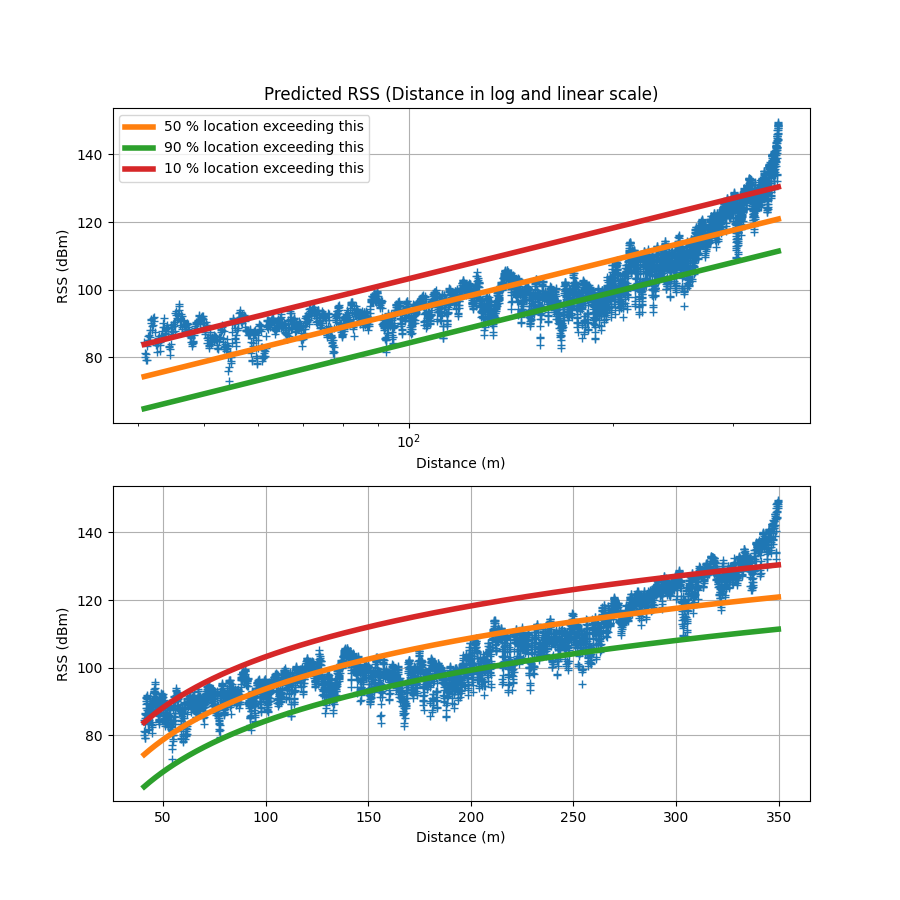 Predicted RSS (Distance in log and linear scale)
50 % location exceeding this
90 % location exceeding this
10 % location exceeding this
140
120
100
80
RSS (dBm)
10²
Distance (m)
140
120
100
80
RSS (dBm)
50 100 150 200 250 300 350
Distance (m)